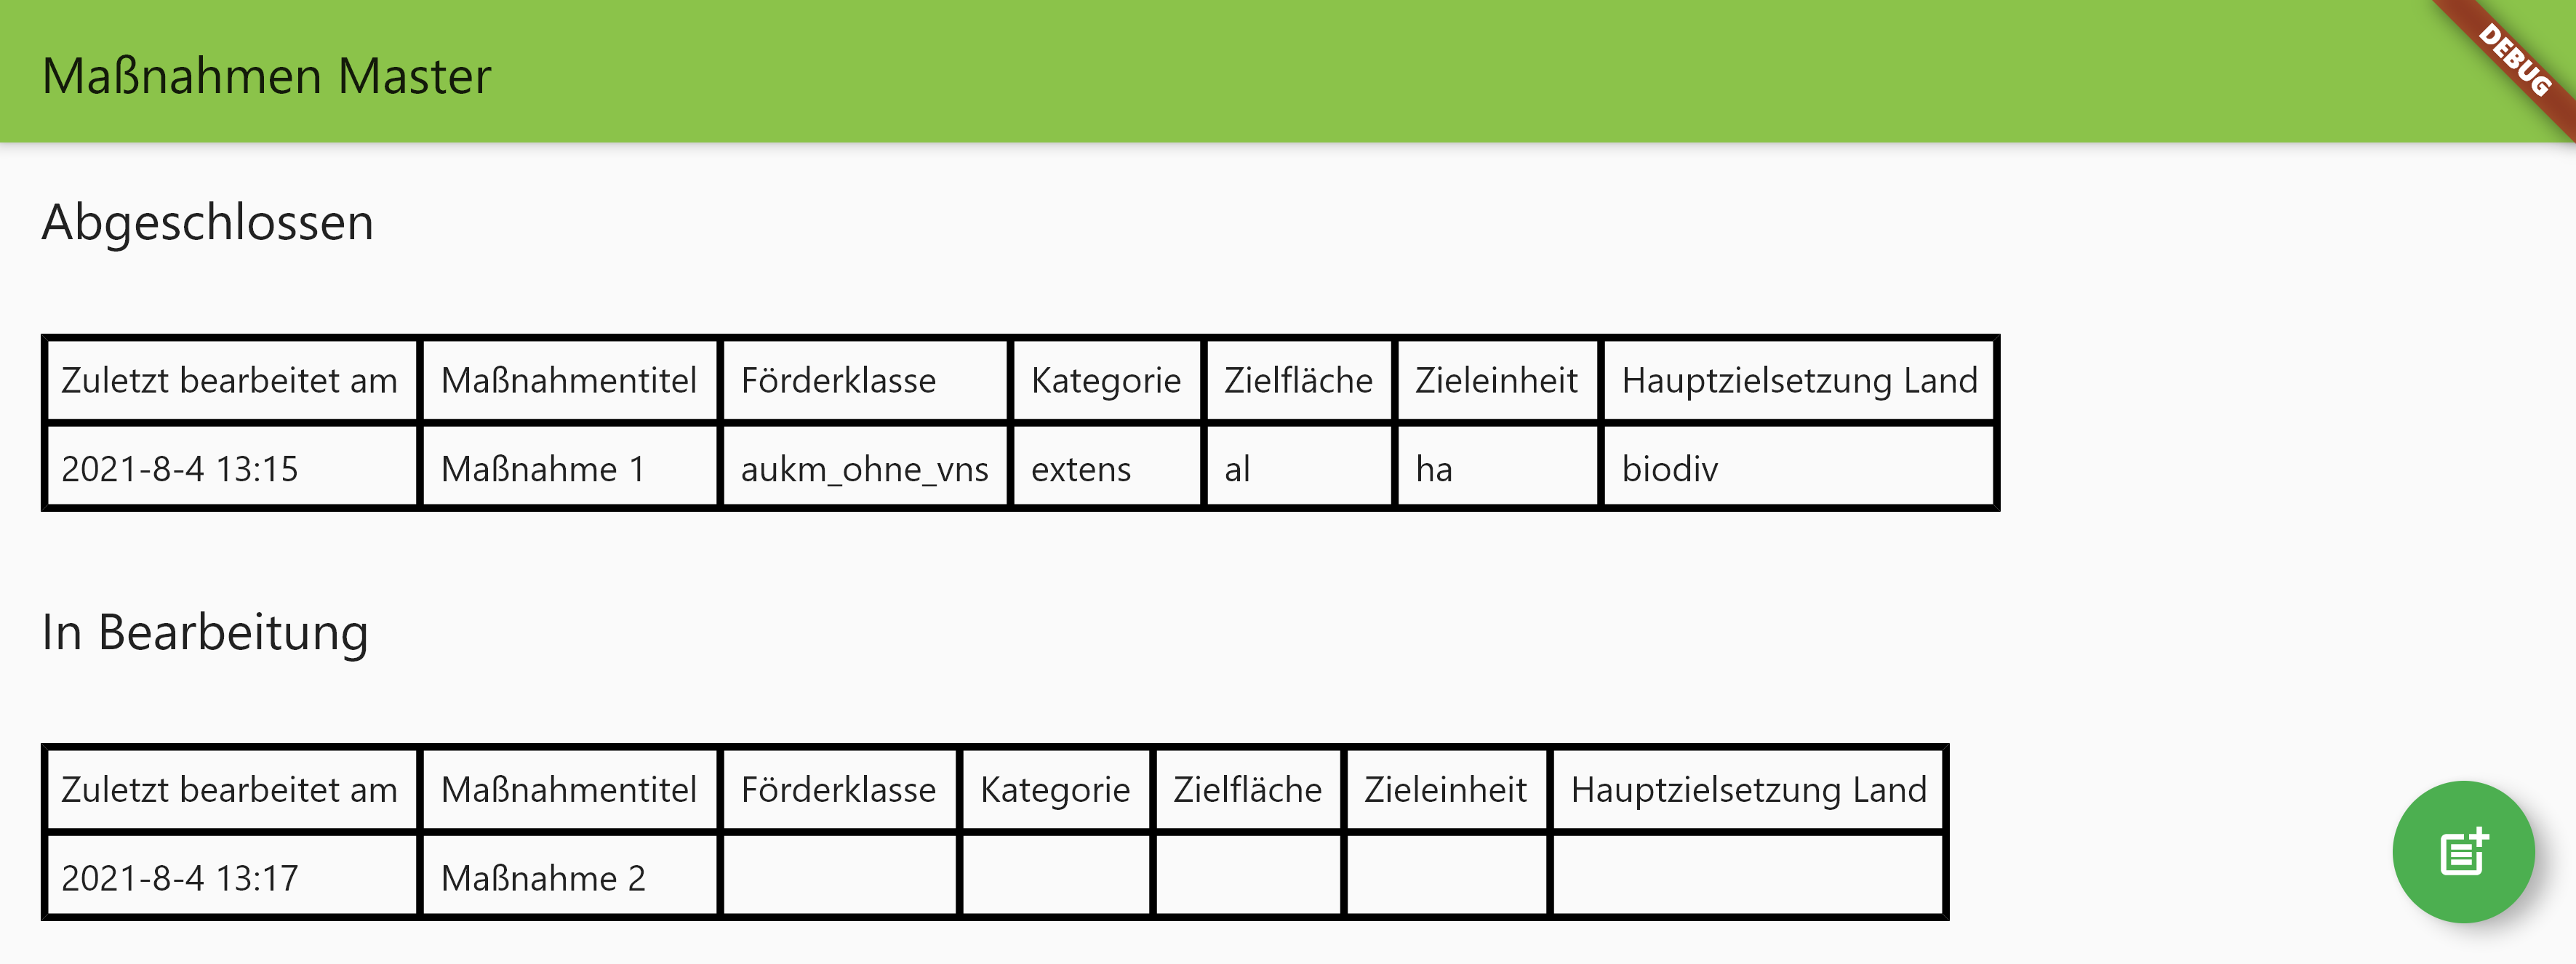 Maßnahmen Master
DEBUG
Abgeschlossen
Zuletzt bearbeitet am Maßnahmentitel Förderklasse Kategorie Zielfläche Zieleinheit Hauptzielsetzung Land
2021-8-4 13:15 Maßnahme 1 aukm_ohne_vns extens al ha biodiv
In Bearbeitung
Zuletzt bearbeitet am Maßnahmentitel Förderklasse Kategorie Zielfläche Zieleinheit Hauptzielsetzung Land
2021-8-4 13:17 Maßnahme 2